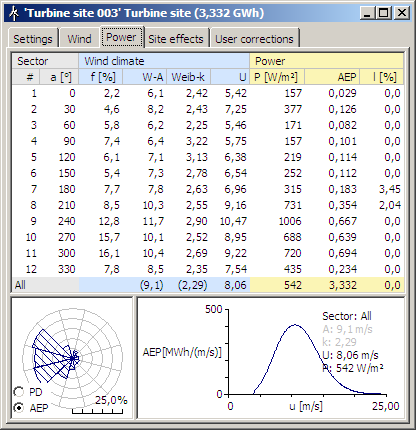 'Turbine site 003' Turbine site (3,332 GWh)
Settings Wind Power Site effects User corrections
Sector Wind climate Power
# a [°] f [%] W-A Weib-k U P [W/m²] AEP l [%]
1 0 2,2 6,1 2,42 5,42 157 0,029 0,0
2 30 4,6 8,2 2,43 7,25 377 0,126 0,0
3 60 5,8 6,2 2,25 5,46 171 0,082 0,0
4 90 7,4 6,4 3,22 5,75 157 0,101 0,0
5 120 6,1 7,1 3,13 6,38 219 0,114 0,0
6 150 5,4 7,3 2,78 6,54 252 0,112 0,0
7 180 7,7 7,8 2,63 6,96 315 0,183 3,45
8 210 8,5 10,3 2,55 9,16 731 0,354 2,04
9 240 12,8 11,7 2,90 10,47 1006 0,667 0,0
10 270 15,7 10,1 2,52 8,95 688 0,639 0,0
11 300 16,1 10,4 2,69 9,22 720 0,694 0,0
12 330 7,8 8,5 2,35 7,54 435 0,234 0,0
All (9,1) (2,29) 8,06 542 3,332 0,0
PD
AEP
25,0%
500
AEP[MWh/(m/s)]
0
0 u [m/s] 25,00
Sector: All
A: 9,1 m/s
k: 2,29
U: 8,06 m/s
P: 542 W/m²